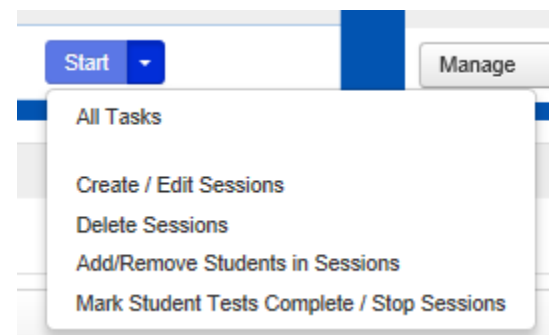 Start
Manage
All Tasks
Create / Edit Sessions
Delete Sessions
Add/Remove Students in Sessions
Mark Student Tests Complete / Stop Sessions